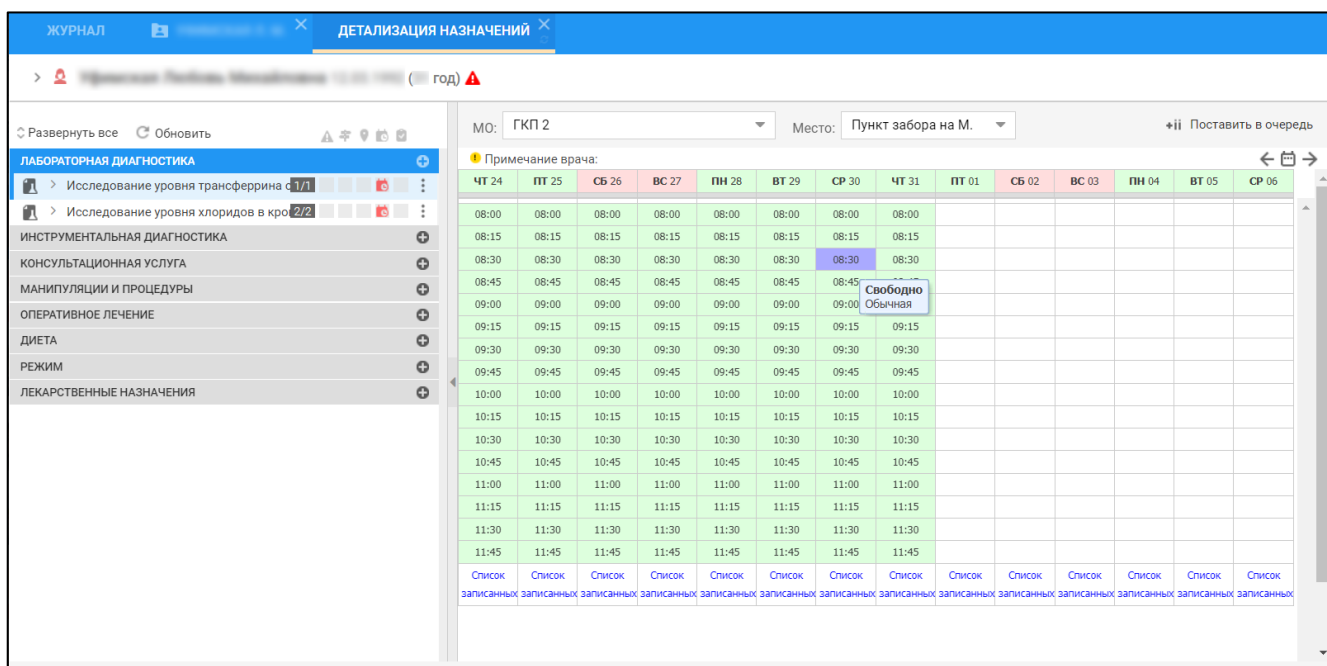 ЖУРНАЛ
ДЕТАЛИЗАЦИЯ НАЗНАЧЕНИЙ
( год)
Развернуть все Обновить
МО: ГКП 2 Место: Пункт забора на М. +ii Поставить в очередь
ЛАБОРАТОРНАЯ ДИАГНОСТИКА
Исследование уровня трансферрина с 1/1
Исследование уровня хлоридов в кро 2/2
ИНСТРУМЕНТАЛЬНАЯ ДИАГНОСТИКА
КОНСУЛЬТАЦИОННАЯ УСЛУГА
МАНИПУЛЯЦИИ И ПРОЦЕДУРЫ
ОПЕРАТИВНОЕ ЛЕЧЕНИЕ
ДИЕТА
РЕЖИМ
ЛЕКАРСТВЕННЫЕ НАЗНАЧЕНИЯ
Примечание врача:
ЧТ 24 ПТ 25 СБ 26 ВС 27 ПН 28 ВТ 29 СР 30 ЧТ 31 ПТ 01 СБ 02 ВС 03 ПН 04 ВТ 05 СР 06
08:00 08:00 08:00 08:00 08:00 08:00 08:00 08:00
08:15 08:15 08:15 08:15 08:15 08:15 08:15 08:15
08:30 08:30 08:30 08:30 08:30 08:30 08:30 08:30
08:45 08:45 08:45 08:45 08:45 08:45 08:45
Свободно
Обычная
09:00 09:00 09:00 09:00 09:00 09:00 09:00
09:15 09:15 09:15 09:15 09:15 09:15 09:15 09:15
09:30 09:30 09:30 09:30 09:30 09:30 09:30 09:30
09:45 09:45 09:45 09:45 09:45 09:45 09:45 09:45
10:00 10:00 10:00 10:00 10:00 10:00 10:00 10:00
10:15 10:15 10:15 10:15 10:15 10:15 10:15 10:15
10:30 10:30 10:30 10:30 10:30 10:30 10:30 10:30
10:45 10:45 10:45 10:45 10:45 10:45 10:45 10:45
11:00 11:00 11:00 11:00 11:00 11:00 11:00 11:00
11:15 11:15 11:15 11:15 11:15 11:15 11:15 11:15
11:30 11:30 11:30 11:30 11:30 11:30 11:30 11:30
11:45 11:45 11:45 11:45 11:45 11:45 11:45 11:45
Список Список Список Список Список Список Список Список Список Список Список Список Список Список
записанных записанных записанных записанных записанных записанных записанных записанных записанных записанных записанных записанных записанных записанных